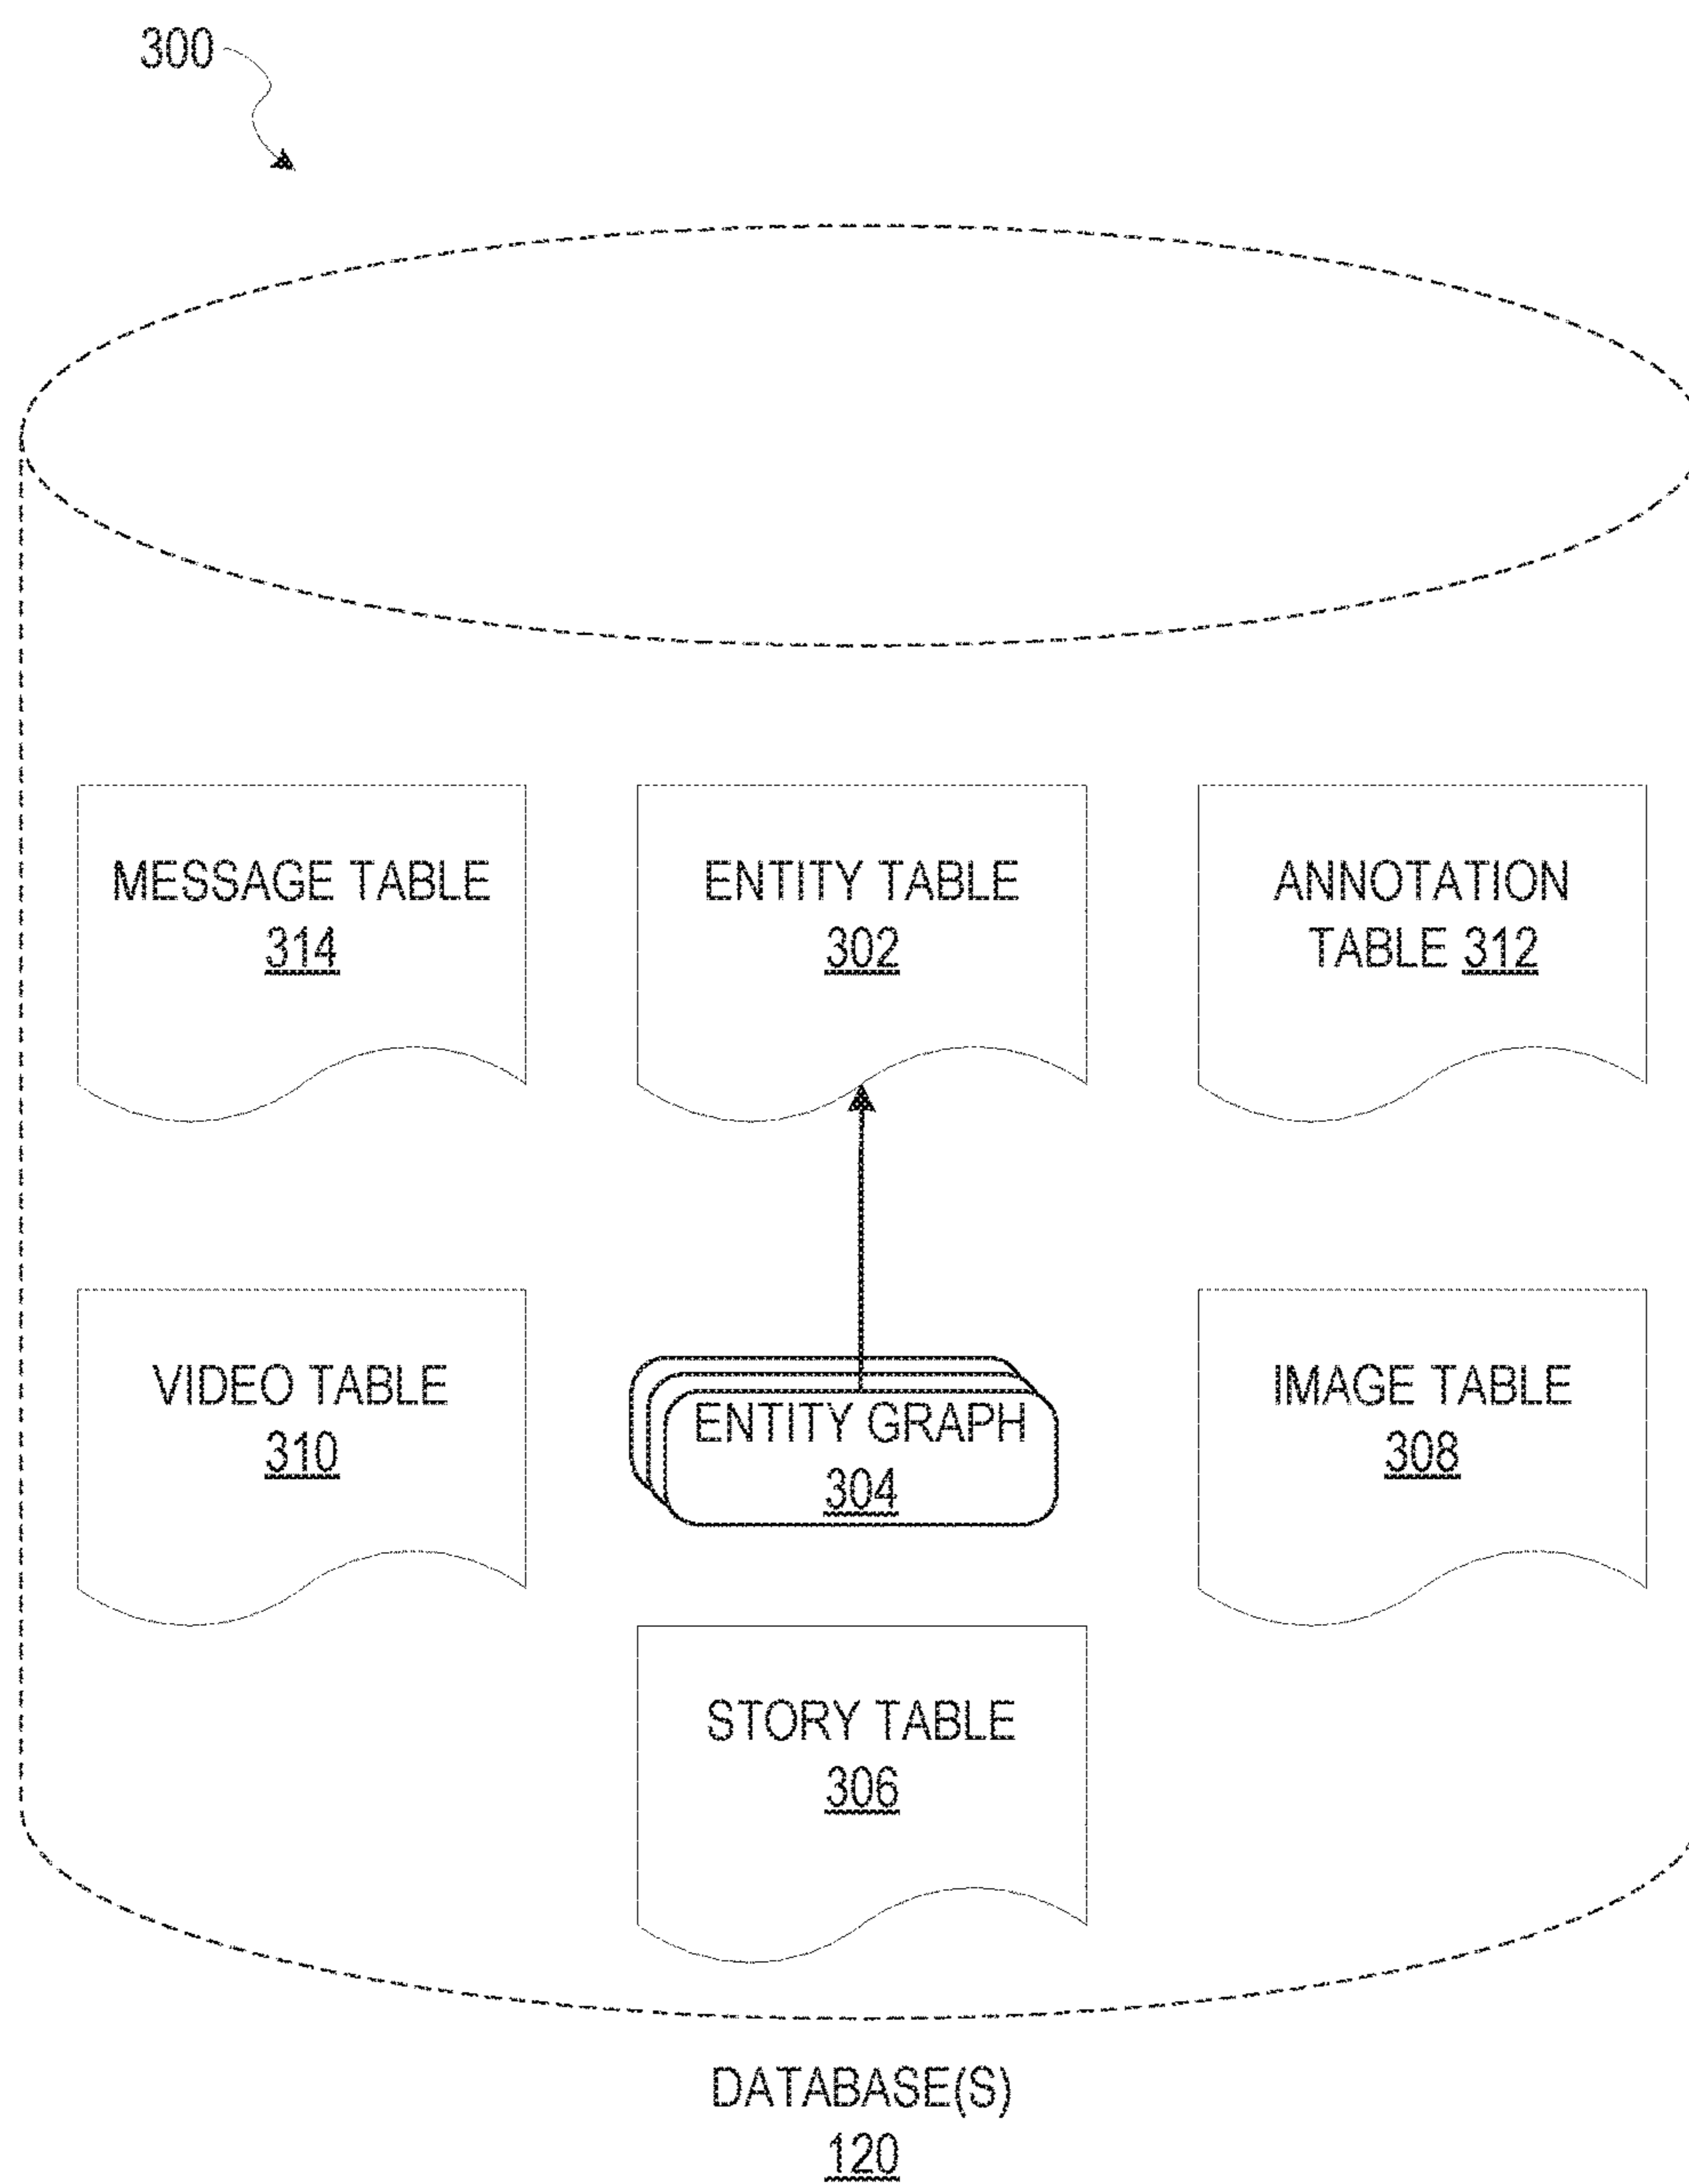 300
MESSAGE TABLE
314
ENTITY TABLE
302
ANNOTATION
TABLE 312
VIDEO TABLE
310
ENTITY GRAPH
304
IMAGE TABLE
308
STORY TABLE
306
DATABASE(S)
120